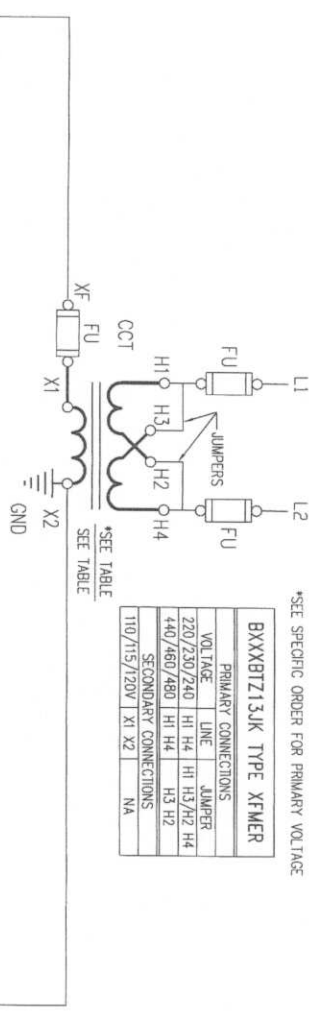 *SEE SPECIFIC ORDER FOR PRIMARY VOLTAGE
L1
L2
FU
FU
JUMPERS
H1
H3
H2
H4
CCT
*SEE TABLE
SEE TABLE
XF
FU
X1
X2
GND
BXXXBTZ13JK TYPE XFMER
PRIMARY CONNECTIONS
VOLTAGE LINE JUMPER
220/230/240 H1 H4 H1 H3/H2 H4
440/460/480 H1 H4 H3 H2
SECONDARY CONNECTIONS
110/115/120V X1 X2 NA